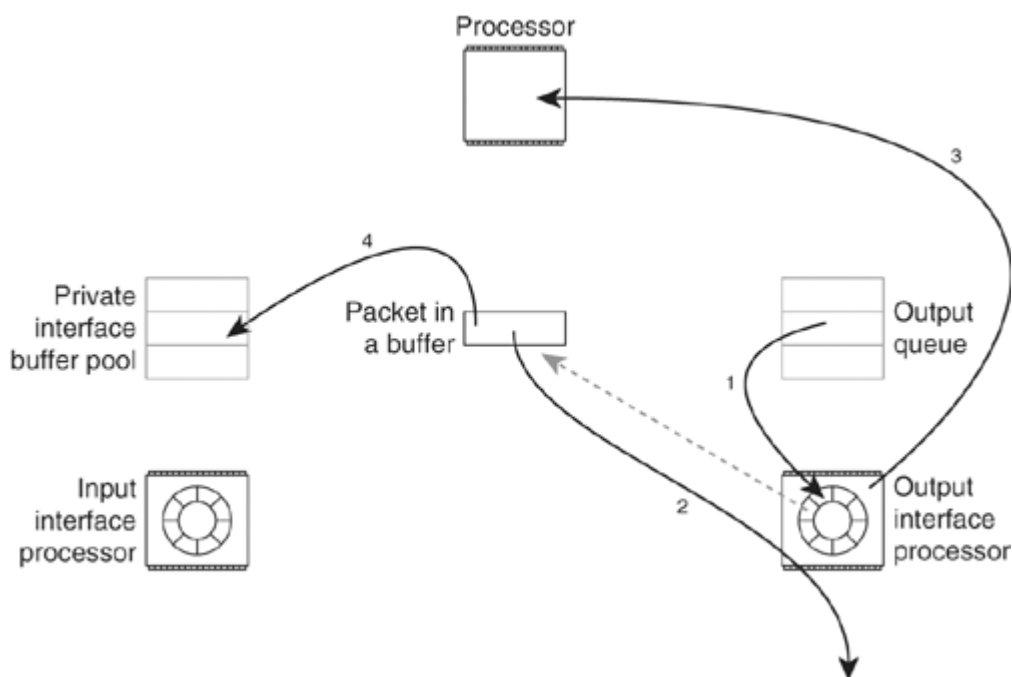 Processor
3
4
Private
interface
buffer pool
Packet in
a buffer
Output
queue
1
2
Input
interface
processor
Output
interface
processor